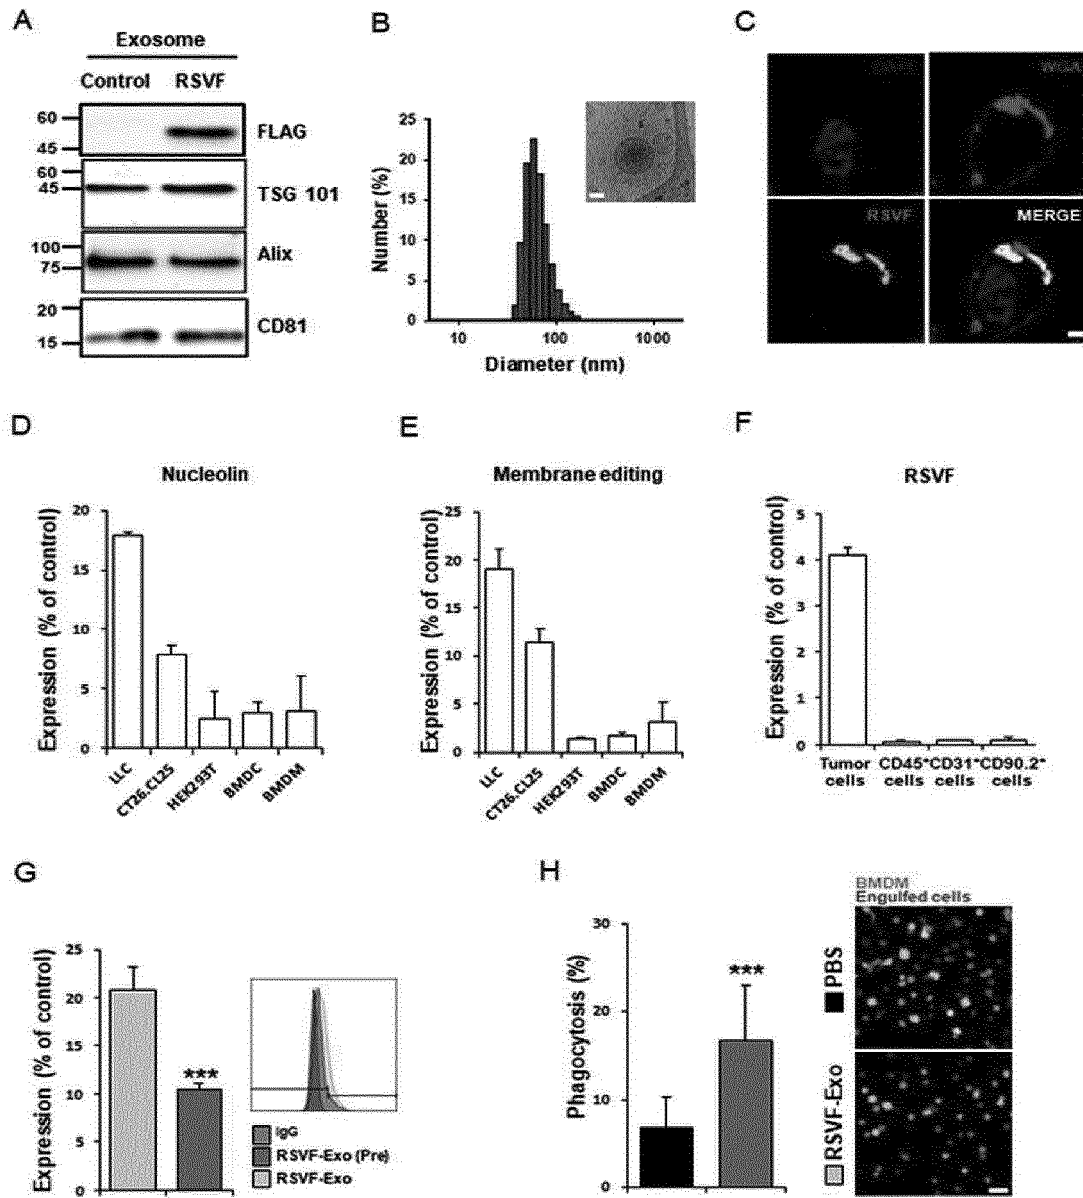 A
Exosome
Control RSVF
60
45
FLAG
60
45
TSG 101
100
75
Alix
20
15
CD81
B
Number (%)
25
20
15
10
5
0
10 100 1000
Diameter (nm)
C
WGA
RSVF
MERGE
D
Nucleolin
Expression (% of control)
20
15
10
5
0
LLC
CT26.CL25
HEK293T
BMDC
BMDM
E
Membrane editing
Expression (% of control)
25
20
15
10
5
0
LLC
CT26.CL25
HEK293T
BMDC
BMDM
F
RSVF
Expression (% of control)
5
4
3
2
1
0
Tumor cells
CD45+ cells
CD31+ cells
CD90.2+ cells
G
Expression (% of control)
25
20
15
10
5
0
***
IgG
RSVF-Exo (Pre)
RSVF-Exo
H
Phagocytosis (%)
30
20
10
0
***
BMDM
Engulfed cells
PBS
RSVF-Exo